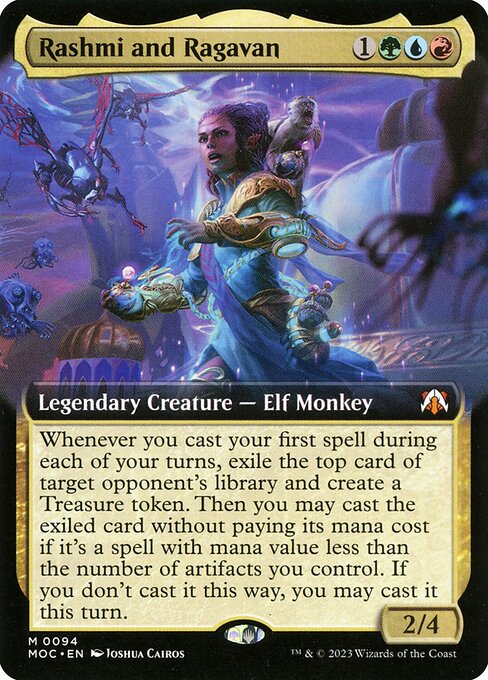 Rashmi and Ragavan 1
Legendary Creature — Elf Monkey
Whenever you cast your first spell during
each of your turns, exile the top card of
target opponent's library and create a
Treasure token. Then you may cast the
exiled card without paying its mana cost
if it's a spell with mana value less than
the number of artifacts you control. If
you don't cast it this way, you may cast
it this turn.
2/4
M 0094
MOC • EN Joshua Cairos
™ & © 2023 Wizards of the Coast